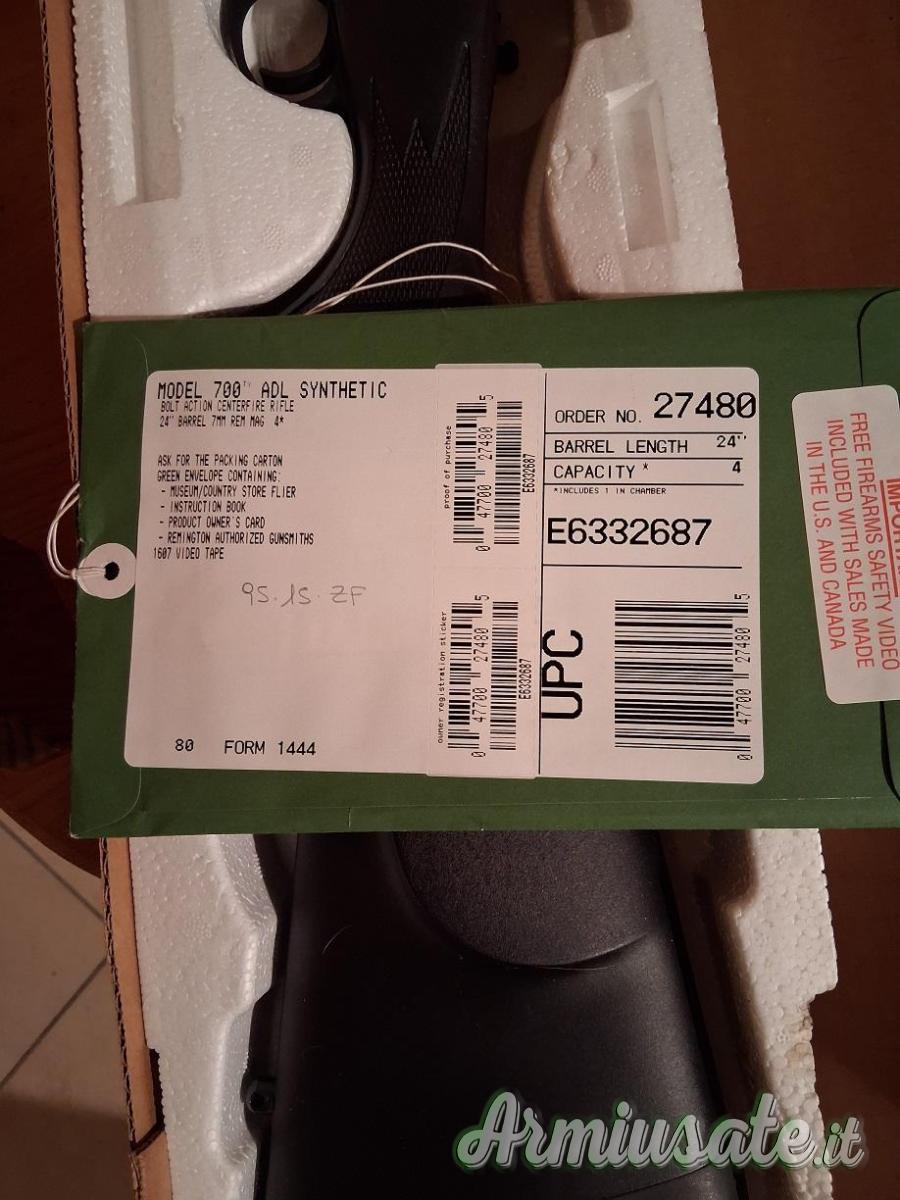 MODEL 700™ ADL SYNTHETIC
BOLT ACTION CENTERFIRE RIFLE
24" BARREL 7MM REM MAG 4*
ASK FOR THE PACKING CARTON
GREEN ENVELOPE CONTAINING:
- MUSEUM/COUNTRY STORE FLIER
- INSTRUCTION BOOK
- PRODUCT OWNER'S CARD
- REMINGTON AUTHORIZED GUNSMITHS
1607 VIDEO TAPE
95.15.ZF
80 FORM 1444
proof of purchase
0 47700 27480 5
E6332687
owner registration sticker
0 47700 27480 5
E6332687
ORDER NO. 27480
BARREL LENGTH 24"
CAPACITY * 4
*INCLUDES 1 IN CHAMBER
E6332687
UPC
0 47700 27480 5
FREE FIREARMS SAFETY VIDEO
INCLUDED WITH SALES MADE
IN THE U.S. AND CANADA
Armiusate.it